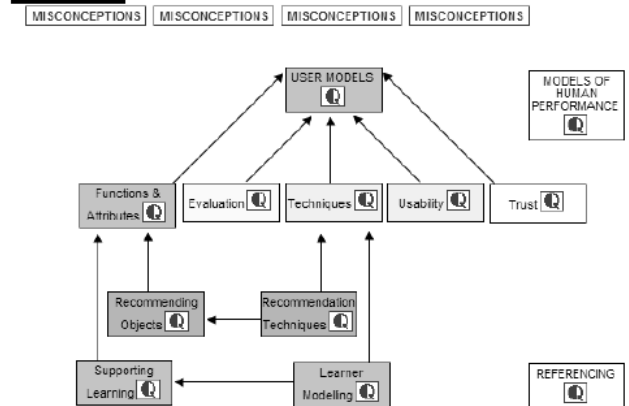 MISCONCEPTIONS MISCONCEPTIONS MISCONCEPTIONS MISCONCEPTIONS
USER MODELS
Q
MODELS OF
HUMAN
PERFORMANCE
Q
Functions &
Attributes Q
Evaluation Q
Techniques Q
Usability Q
Trust Q
Recommending
Objects Q
Recommendation
Techniques Q
Supporting
Learning Q
Learner
Modelling Q
REFERENCING
Q